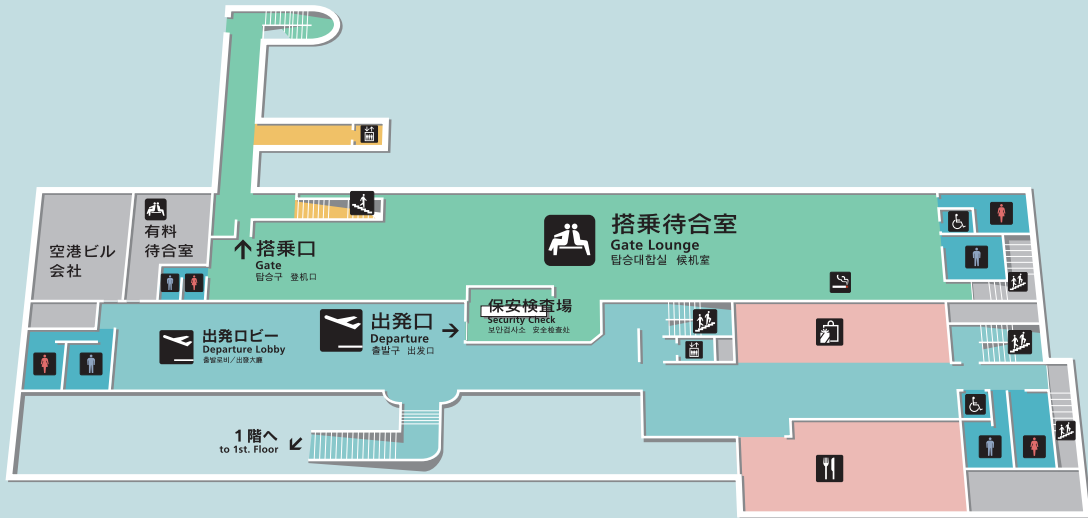 空港ビル
会社
有料
待合室
搭乗口
Gate
탑승구 登机口
搭乗待合室
Gate Lounge
탑승대합실 候机室
保安検査場
Security Check
보안검사소 安全检查处
出発ロビー
Departure Lobby
출발로비/出發大廳
出発口
Departure
출발구 出发口
1階へ
to 1st. Floor